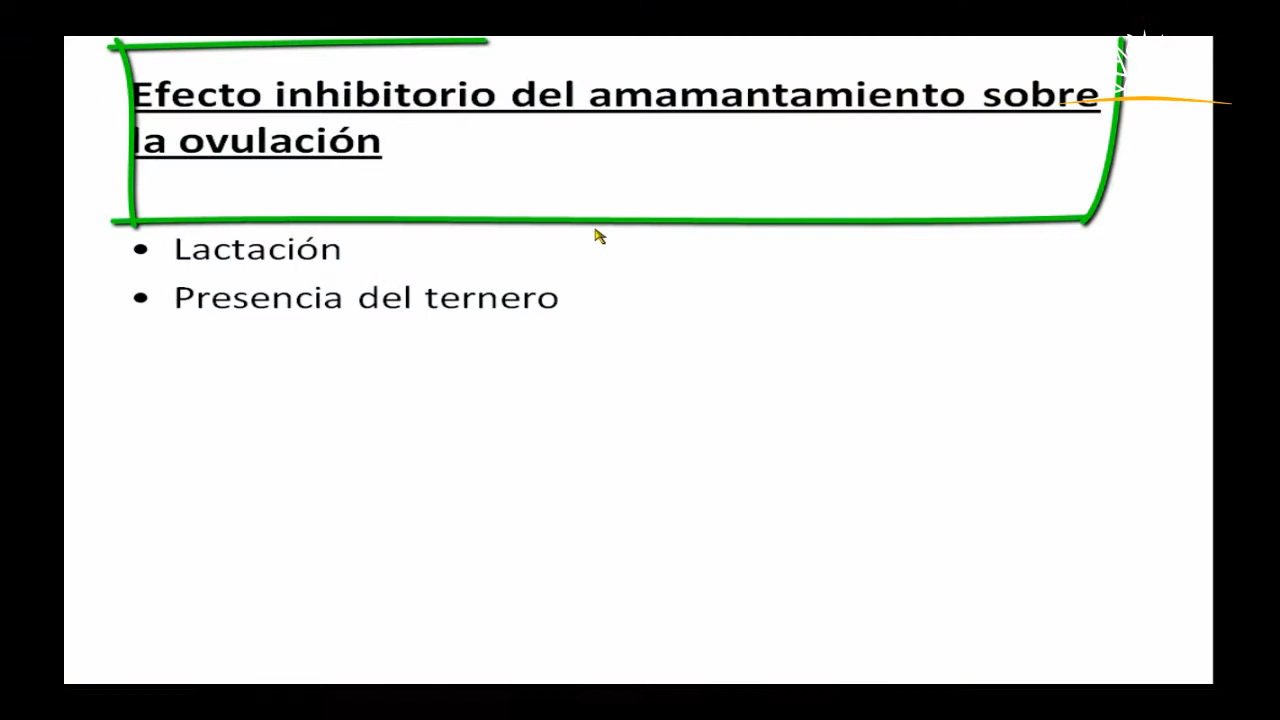 Efecto inhibitorio del amamantamiento sobre
la ovulación
• Lactación
• Presencia del ternero